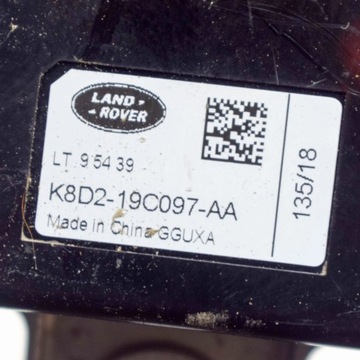 LAND-
-ROVER
LT 9 54 39
K8D2-19C097-AA
Made in China GGUXA
135/18